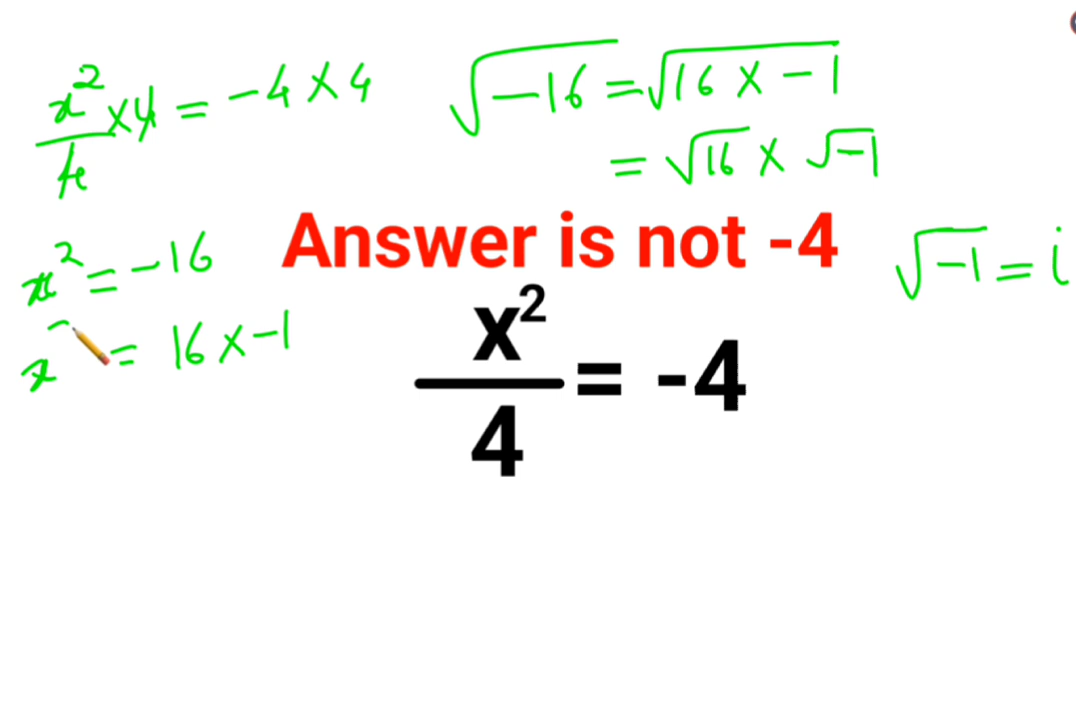 x²/4 × 4 = -4 × 4
√-16 = √16 × -1
= √16 × √-1
x² = -16
Answer is not -4
√-1 = i
x = 16 × -1
x²/4 = -4